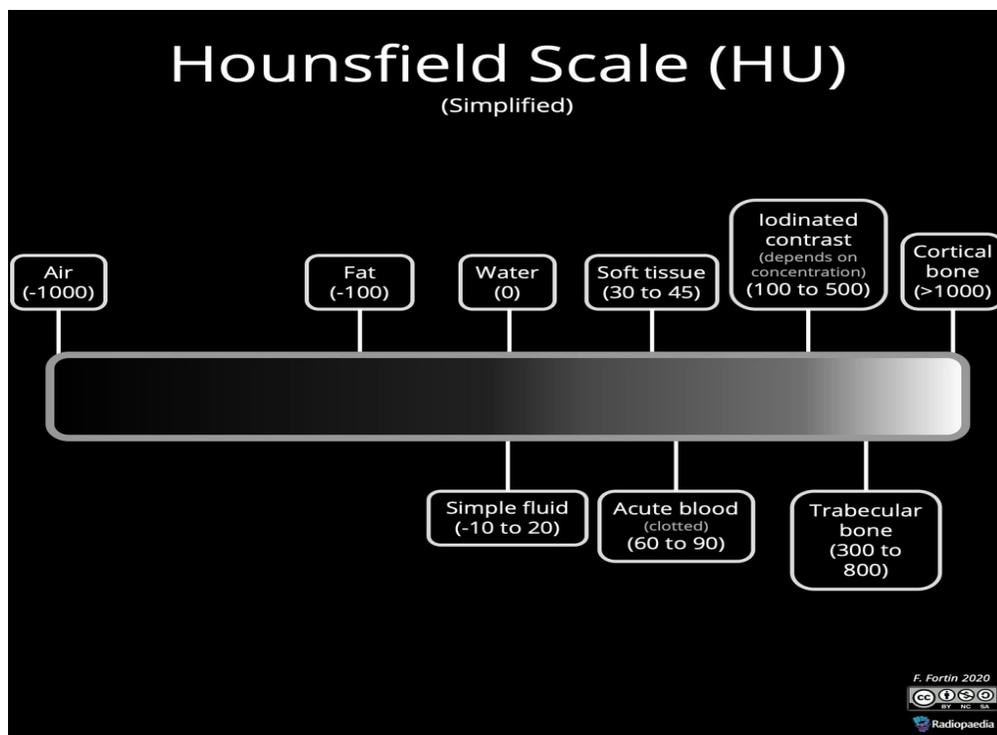 Hounsfield Scale (HU)
(Simplified)
Air
(-1000)
Fat
(-100)
Water
(0)
Soft tissue
(30 to 45)
Iodinated
contrast
(depends on
concentration)
(100 to 500)
Cortical
bone
(>1000)
Simple fluid
(-10 to 20)
Acute blood
(clotted)
(60 to 90)
Trabecular
bone
(300 to
800)
F. Fortin 2020
cc
BY NC SA
Radiopaedia